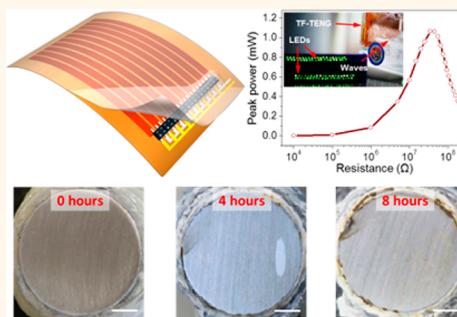 TF-TENG
LEDs
Waves
Peak power (mW)
1.2
1.0
0.8
0.6
0.4
0.2
0.0
10⁴
10⁵
10⁶
10⁷
10⁸
Resistance (Ω)
0 hours
4 hours
8 hours